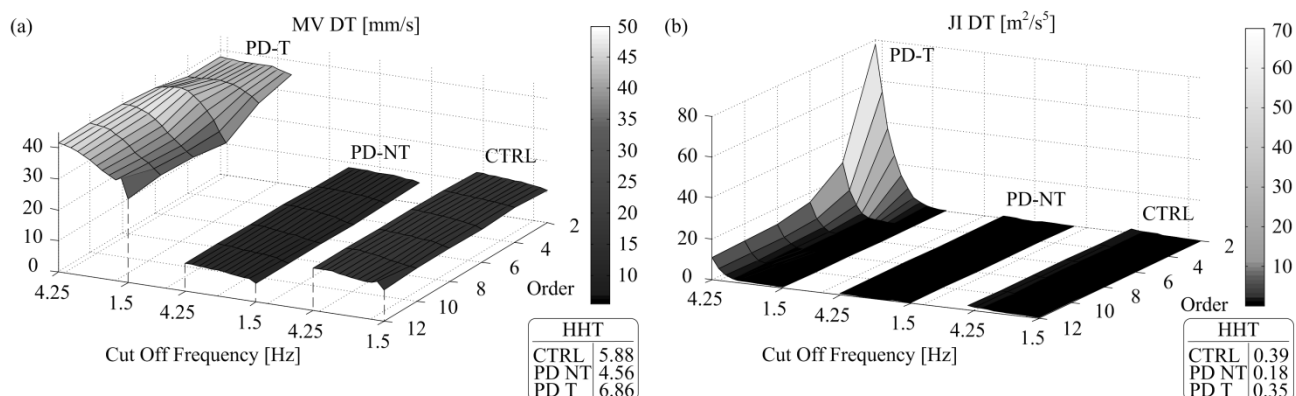 (a)
MV DT [mm/s]
PD-T
PD-NT
CTRL
40
30
20
10
0
4.25
1.5
4.25
1.5
4.25
1.5
12
10
8
6
4
2
Order
Cut Off Frequency [Hz]
50
45
40
35
30
25
20
15
10
HHT
CTRL 5.88
PD NT 4.56
PD T 6.86
(b)
JI DT [m²/s⁵]
PD-T
PD-NT
CTRL
80
60
40
20
0
4.25
1.5
4.25
1.5
4.25
1.5
12
10
8
6
4
2
Order
Cut Off Frequency [Hz]
70
60
50
40
30
20
10
HHT
CTRL 0.39
PD NT 0.18
PD T 0.35